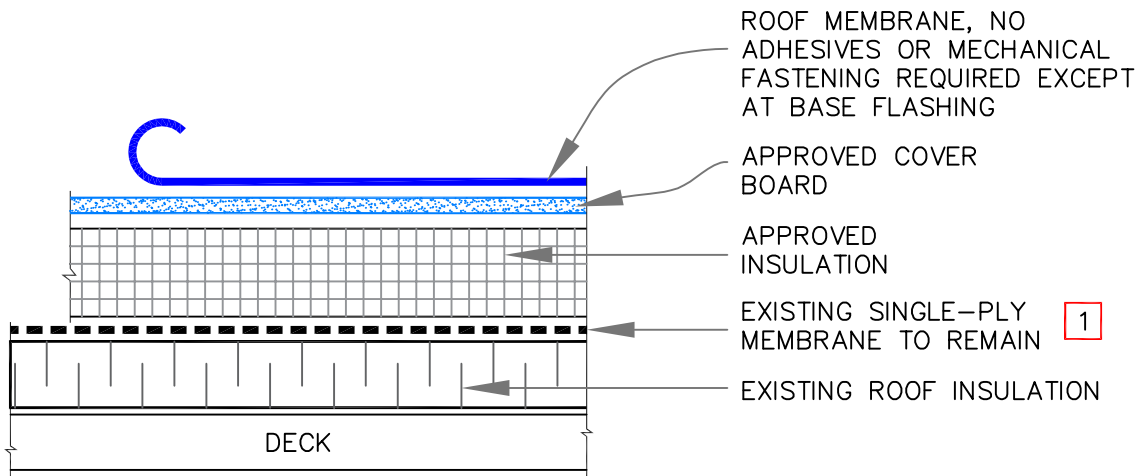 ROOF MEMBRANE, NO
ADHESIVES OR MECHANICAL
FASTENING REQUIRED EXCEPT
AT BASE FLASHING
APPROVED COVER
BOARD
APPROVED
INSULATION
EXISTING SINGLE-PLY
MEMBRANE TO REMAIN
1
EXISTING ROOF INSULATION
DECK